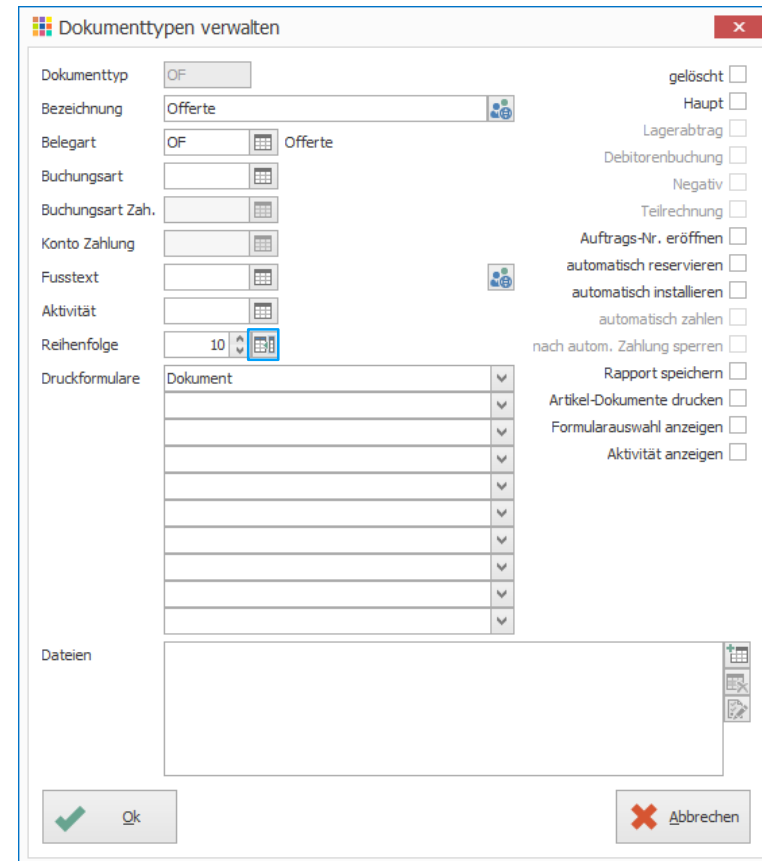 Dokumenttypen verwalten
Dokumenttyp OF gelöscht
Bezeichnung Offerte Haupt
Belegart OF Offerte Lagerabtrag
Debitorenbuchung
Buchungsart Negativ
Buchungsart Zah. Teilrechnung
Konto Zahlung Auftrags-Nr. eröffnen
Fusstext automatisch reservieren
automatisch installieren
Aktivität automatisch zahlen
Reihenfolge 10 nach autom. Zahlung sperren
Druckformulare Dokument Rapport speichern
Artikel-Dokumente drucken
Formularauswahl anzeigen
Aktivität anzeigen
Dateien
Ok Abbrechen